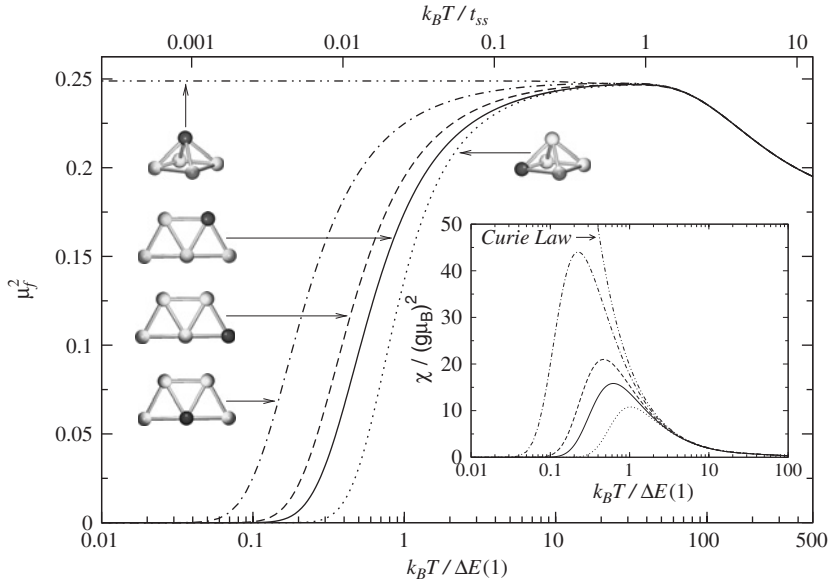 k_BT / t_ss
0.001 0.01 0.1 1 10
0.25
0.2
0.15
0.1
0.05
0
μ_f^2
50
40
30
20
10
0
Curie Law
χ / (gμ_B)^2
0.01 0.1 1 10 100
k_BT / ΔE(1)
0.01 0.1 1 10 100 500
k_BT / ΔE(1)